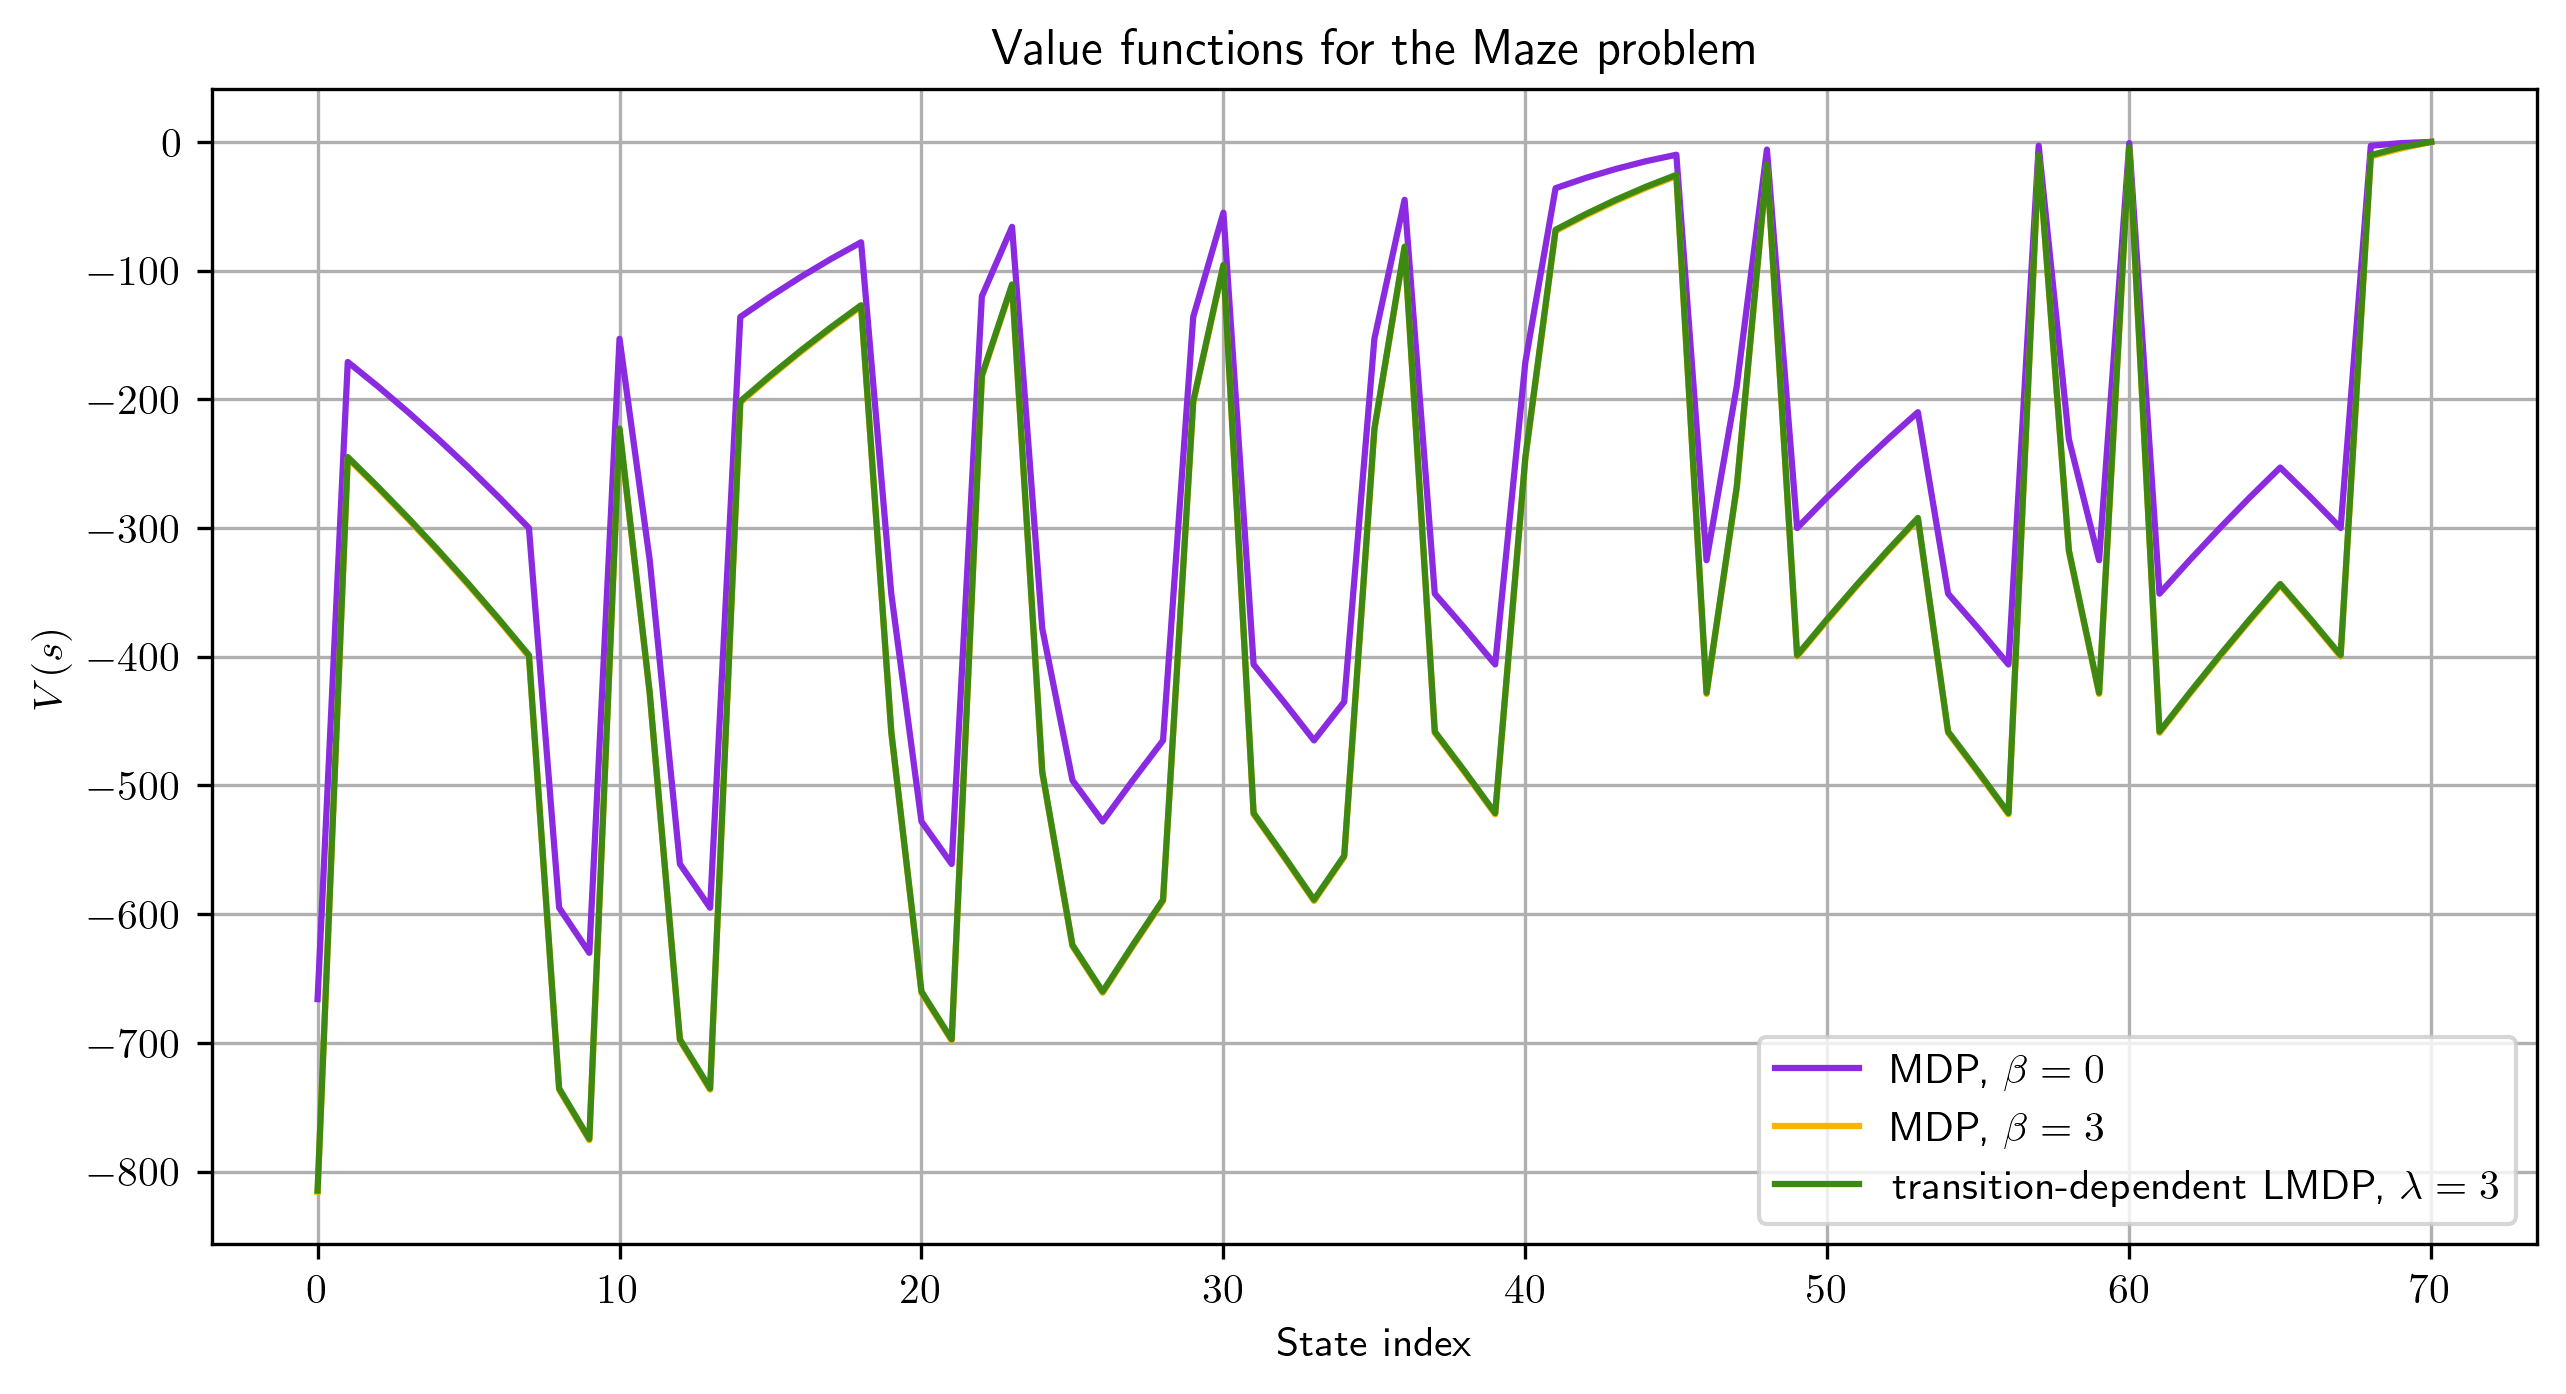 Value functions for the Maze problem
0
−100
−200
−300
−400
−500
−600
−700
−800
V(s)
MDP, β = 0
MDP, β = 3
transition-dependent LMDP, λ = 3
0 10 20 30 40 50 60 70
State index